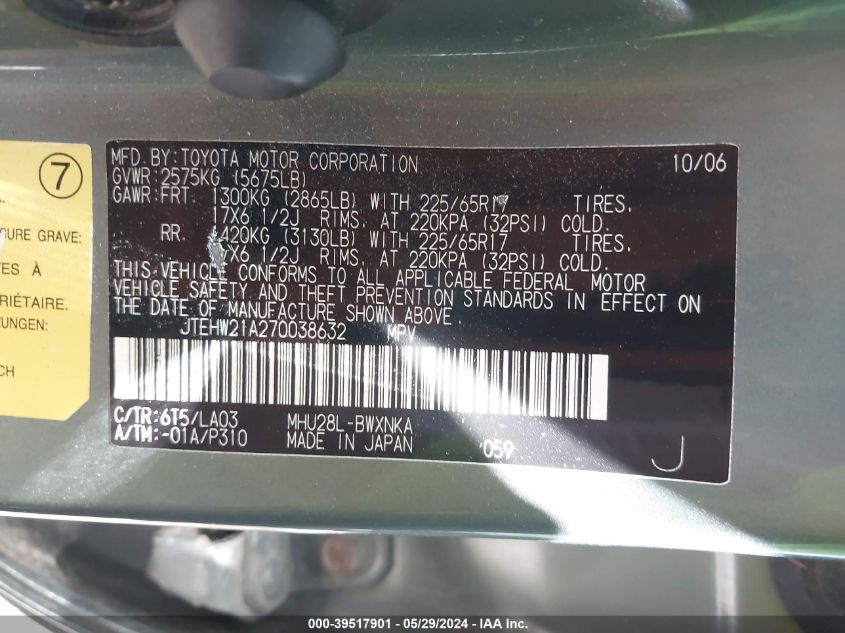 7
A.
OURE GRAVE:
VES À
RIÉTAIRE.
ZUNGEN:
CH
MFD.BY:TOYOTA MOTOR CORPORATION 10/06
GVWR:2575KG (5675LB)
GAWR:FRT. 1300KG (2865LB) WITH 225/65R17 TIRES,
17X6 1/2J RIMS, AT 220KPA (32PSI) COLD.
RR. 1420KG (3130LB) WITH 225/65R17 TIRES,
17X6 1/2J RIMS, AT 220KPA (32PSI) COLD.
THIS VEHICLE CONFORMS TO ALL APPLICABLE FEDERAL MOTOR
VEHICLE SAFETY AND THEFT PREVENTION STANDARDS IN EFFECT ON
THE DATE OF MANUFACTURE SHOWN ABOVE
JTEHW21A270038632 MPV
C/TR:6T5/LA03 MHU28L-BWXNKA
A/TM:-01A/P310 MADE IN JAPAN 059 J
000-39517901 - 05/29/2024 - IAA Inc.